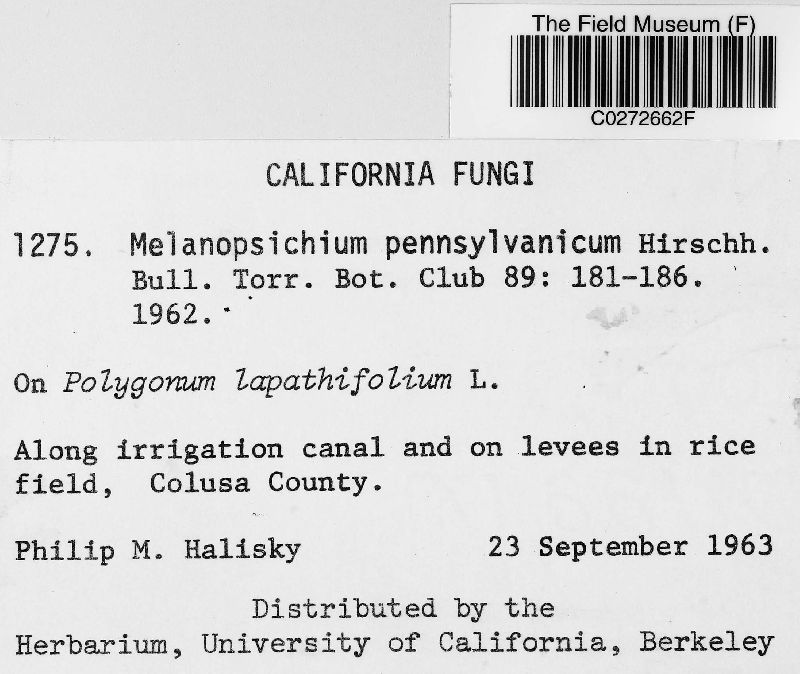 The Field Museum (F)
C0272662F
CALIFORNIA FUNGI
1275. Melanopsichium pennsylvanicum Hirschh.
Bull. Torr. Bot. Club 89: 181-186.
1962.
On Polygonum lapathifolium L.
Along irrigation canal and on levees in rice
field, Colusa County.
Philip M. Halisky 23 September 1963
Distributed by the
Herbarium, University of California, Berkeley